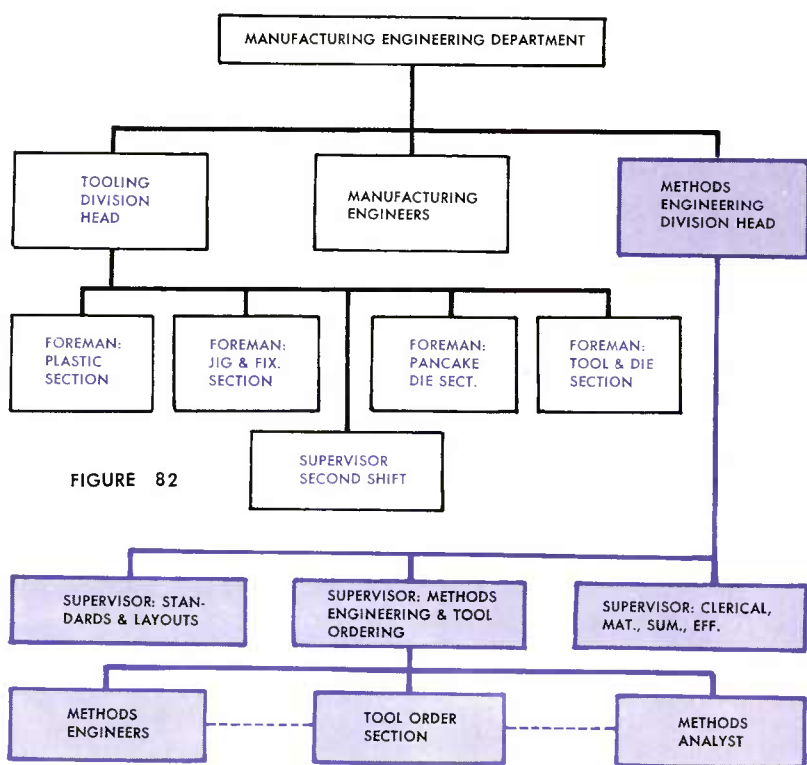 MANUFACTURING ENGINEERING DEPARTMENT
TOOLING
DIVISION
HEAD
MANUFACTURING
ENGINEERS
METHODS
ENGINEERING
DIVISION HEAD
FOREMAN:
PLASTIC
SECTION
FOREMAN:
JIG & FIX.
SECTION
FOREMAN:
PANCAKE
DIE SECT.
FOREMAN:
TOOL & DIE
SECTION
SUPERVISOR
SECOND SHIFT
FIGURE 82
SUPERVISOR: STAN-
DARDS & LAYOUTS
SUPERVISOR: METHODS
ENGINEERING & TOOL
ORDERING
SUPERVISOR: CLERICAL,
MAT., SUM., EFF.
METHODS
ENGINEERS
TOOL ORDER
SECTION
METHODS
ANALYST